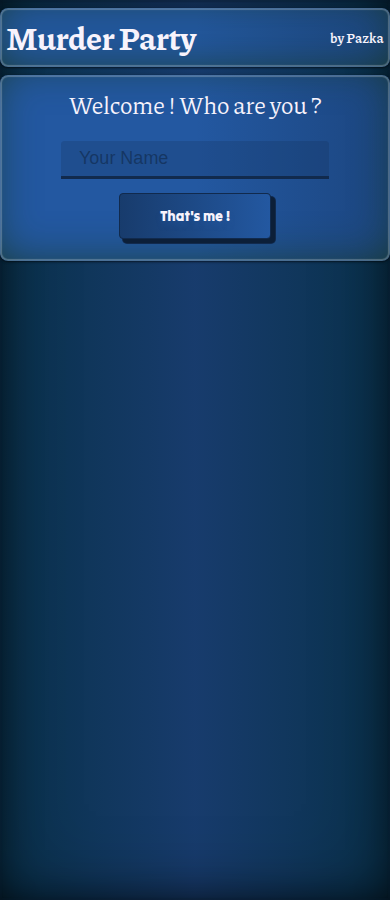 Murder Party
by Pazka
Welcome ! Who are you ?
Your Name
That's me !